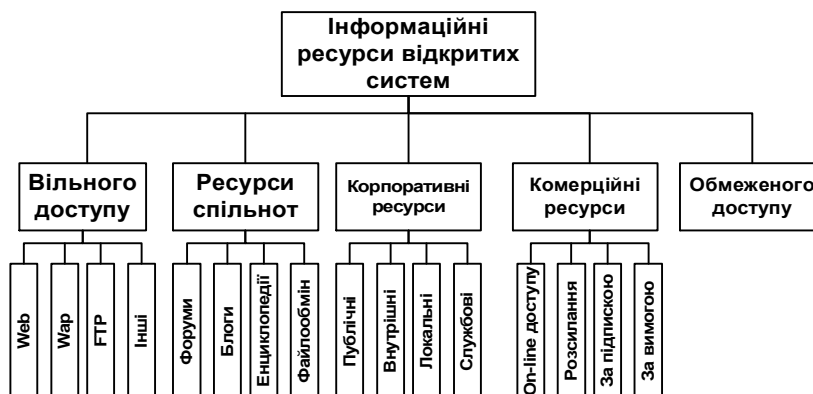 Інформаційні
ресурси відкритих
систем
Вільного
доступу
Ресурси
спільнот
Корпоративні
ресурси
Комерційні
ресурси
Обмеженого
доступу
Web
Wap
FTP
Інші
Форуми
Блоги
Енциклопедії
Файлообмін
Публічні
Внутрішні
Локальні
Службові
On-line доступу
Розсилання
За підпискою
За вимогою